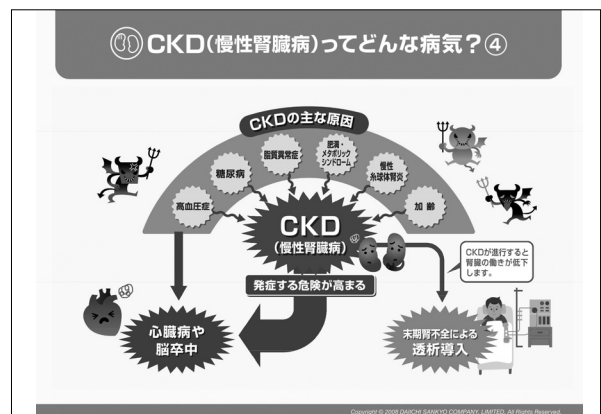 CKD(慢性腎臓病)ってどんな病気?④
CKDの主な原因
高血圧症
糖尿病
脂質異常症
肥満・
メタボリック
シンドローム
慢性
糸球体腎炎
加齢
CKD
(慢性腎臓病)
CKDが進行すると
腎臓の働きが低下
します。
発症する危険が高まる
心臓病や
脳卒中
末期腎不全による
透析導入
Copyright © 2008 DAIICHI SANKYO COMPANY, LIMITED. All Rights Reserved.